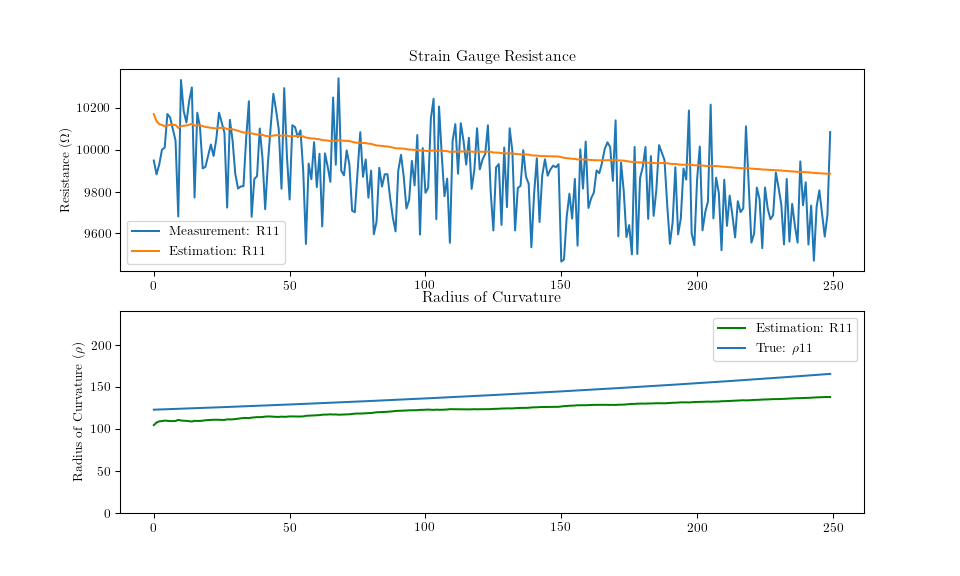 Strain Gauge Resistance
Resistance (Ω)
10200
10000
9800
9600
Measurement: R11
Estimation: R11
0 50 100 150 200 250
Radius of Curvature
Radius of Curvature (ρ)
200
150
100
50
0
Estimation: R11
True: ρ11
0 50 100 150 200 250